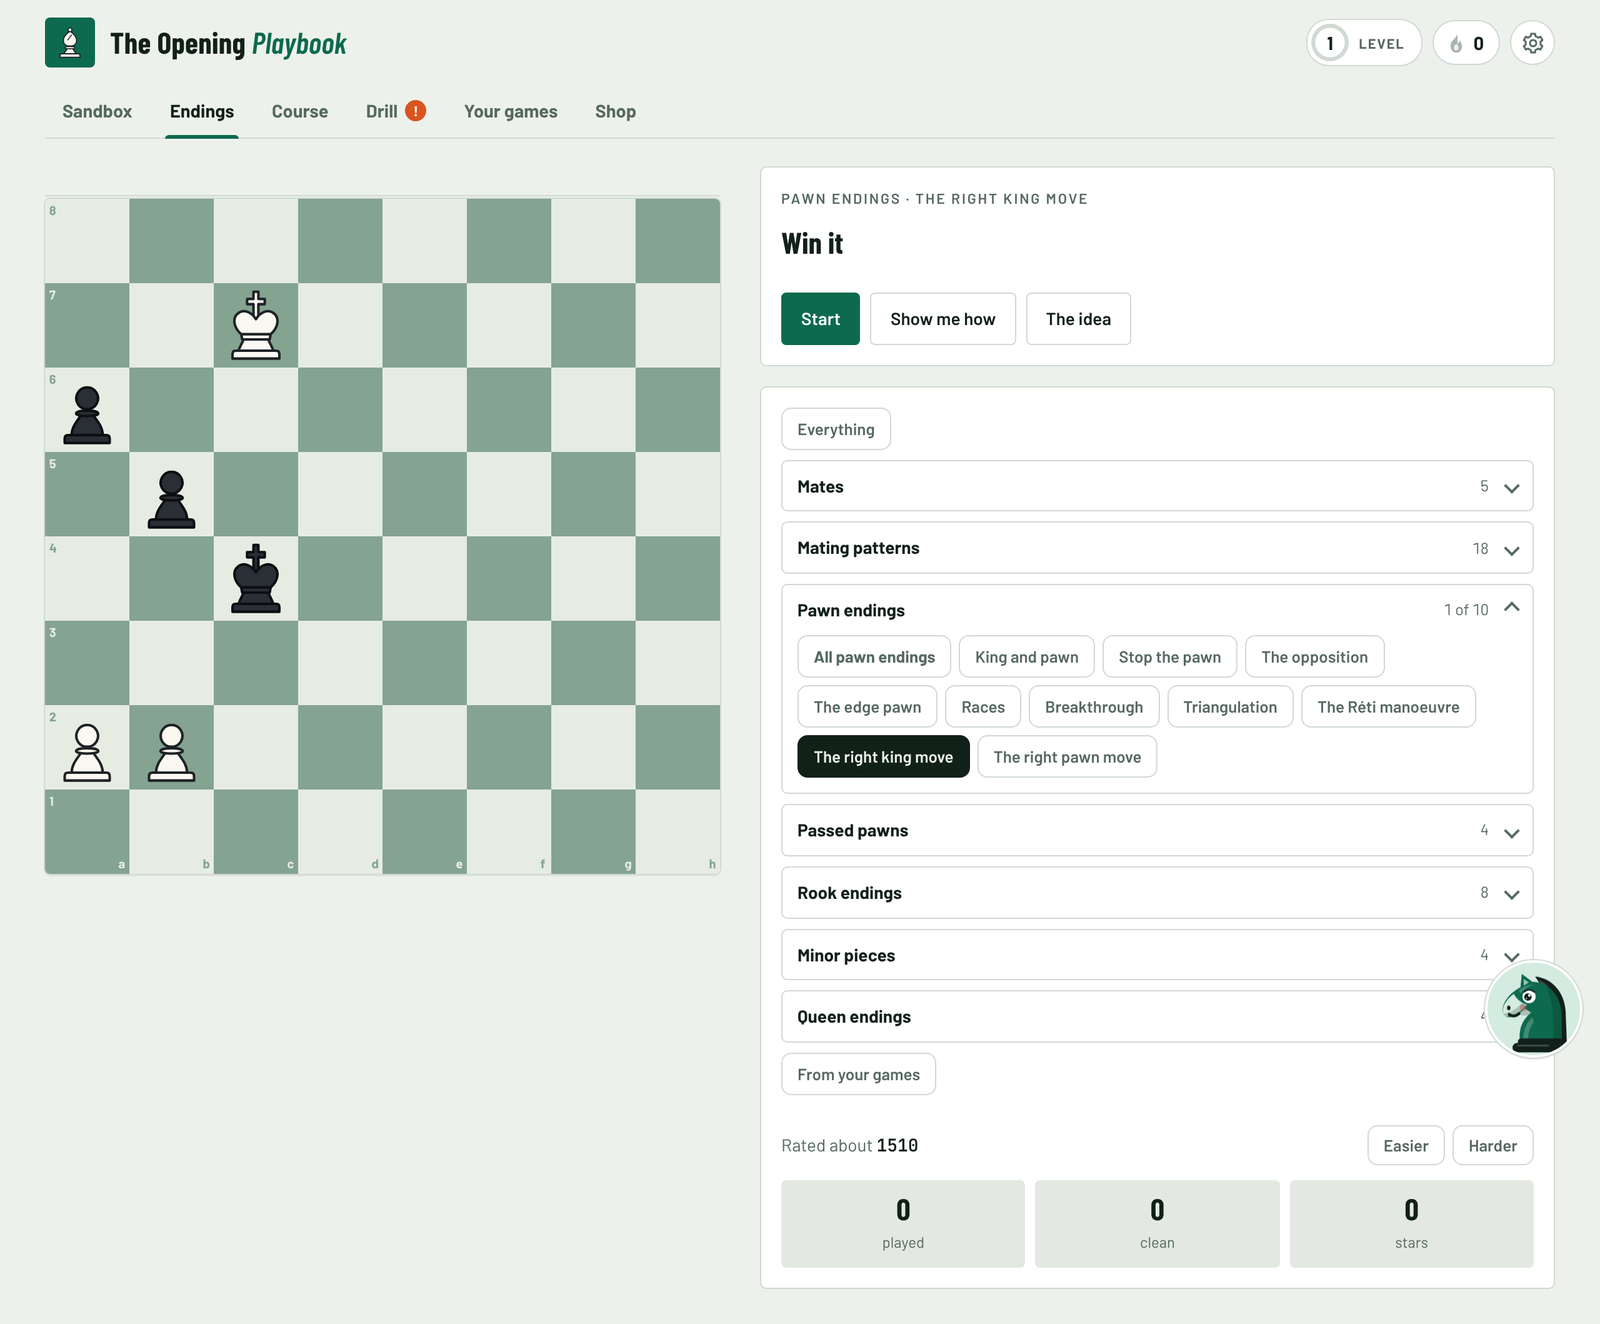 The Opening Playbook
1 LEVEL
0
Sandbox Endings Course Drill ! Your games Shop
PAWN ENDINGS · THE RIGHT KING MOVE
Win it
Start Show me how The idea
8
7
6
5
4
3
2
1
a b c d e f g h
Everything
Mates 5
Mating patterns 18
Pawn endings 1 of 10
All pawn endings King and pawn Stop the pawn The opposition
The edge pawn Races Breakthrough Triangulation The Réti manoeuvre
The right king move The right pawn move
Passed pawns 4
Rook endings 8
Minor pieces 4
Queen endings
From your games
Rated about 1510 Easier Harder
0 0 0
played clean stars